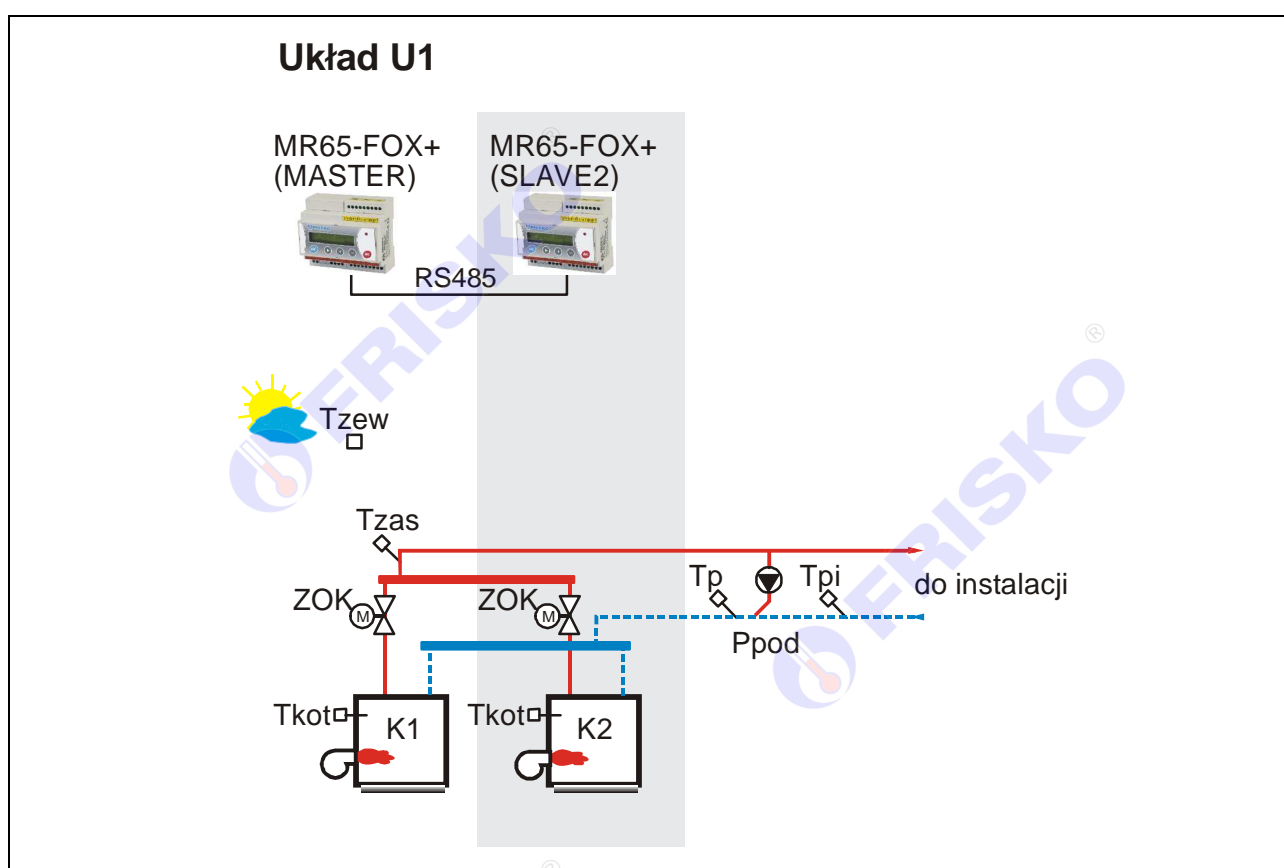 Układ U1
MR65-FOX+
(MASTER)
MR65-FOX+
(SLAVE2)
RS485
Tzew
Tzas
ZOK
M
ZOK
M
Tp
Tpi
do instalacji
Ppod
Tkot
K1
Tkot
K2
FRISKO
®
FRISKO
®
®